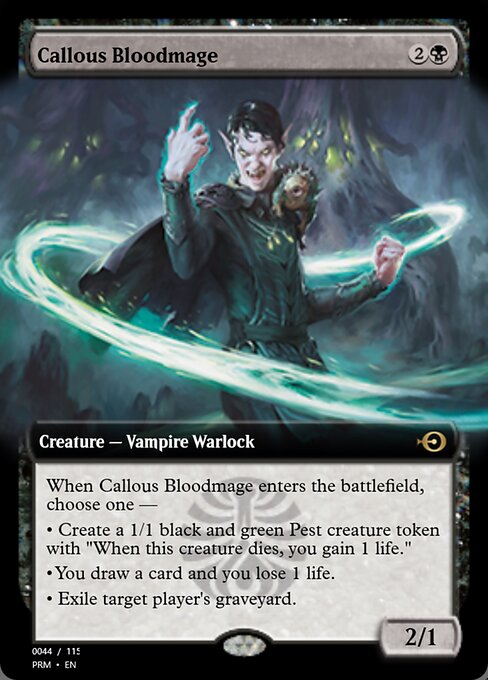 Callous Bloodmage 2
Creature — Vampire Warlock
When Callous Bloodmage enters the battlefield,
choose one —
• Create a 1/1 black and green Pest creature token
with "When this creature dies, you gain 1 life."
•You draw a card and you lose 1 life.
• Exile target player's graveyard.
2/1
0044 / 115
PRM • EN